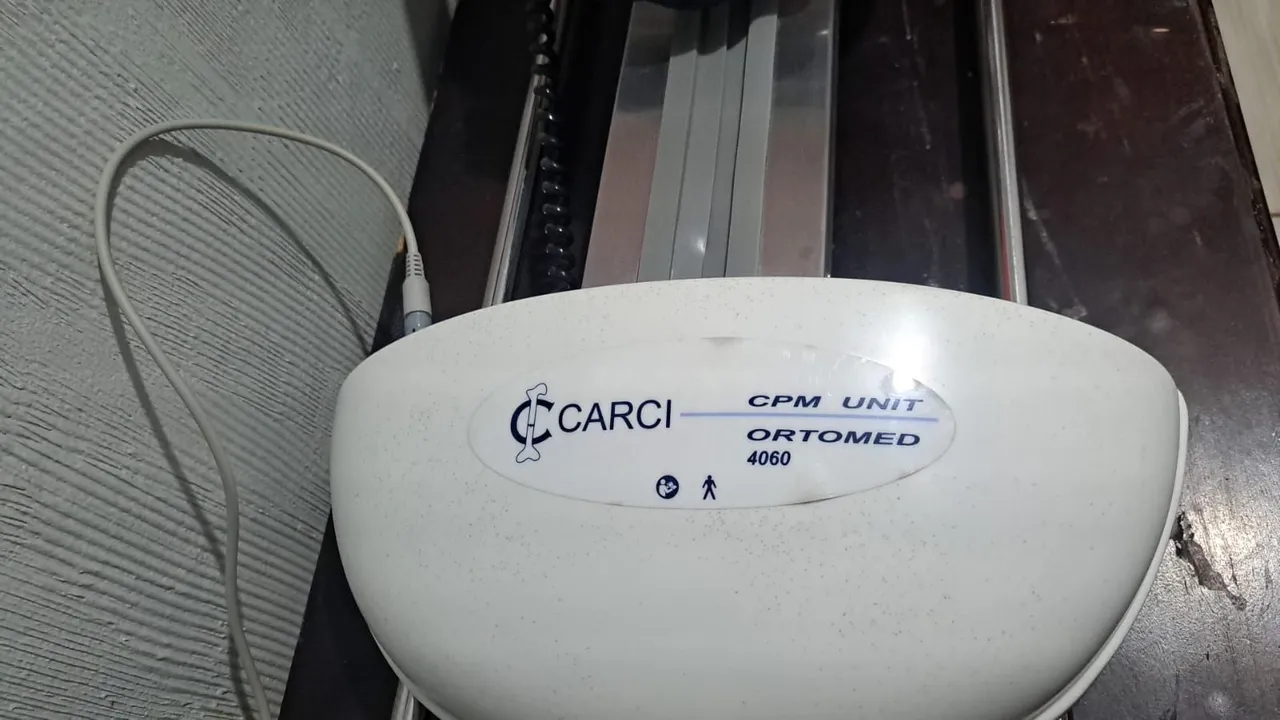 CARCI
CPM UNIT
ORTOMED
4060